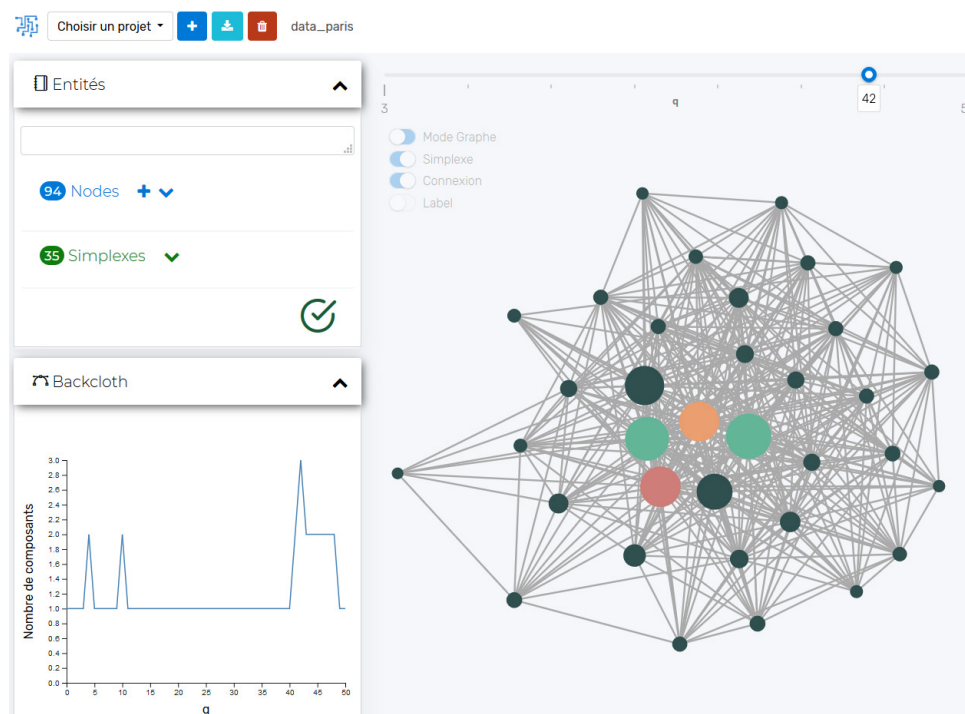 Choisir un projet
data_paris
Entités
94 Nodes
35 Simplexes
Backcloth
Nombre de composants
3.0
2.8
2.6
2.4
2.2
2.0
1.8
1.6
1.4
1.2
1.0
0.8
0.6
0.4
0.2
0.0
0 5 10 15 20 25 30 35 40 45 50
q
3 q 42 5
Mode Graphe
Simplexe
Connexion
Label